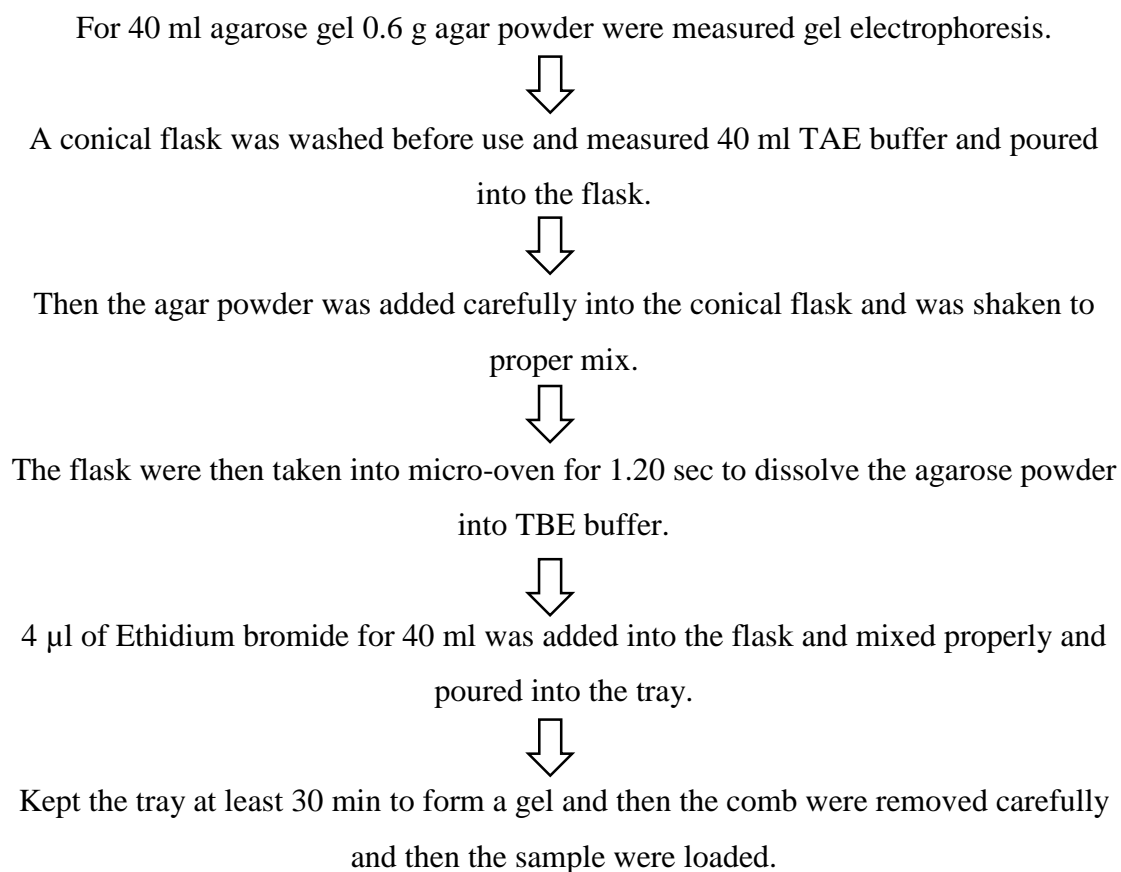 For 40 ml agarose gel 0.6 g agar powder were measured gel electrophoresis.
A conical flask was washed before use and measured 40 ml TAE buffer and poured
into the flask.
Then the agar powder was added carefully into the conical flask and was shaken to
proper mix.
The flask were then taken into micro-oven for 1.20 sec to dissolve the agarose powder
into TBE buffer.
4 μl of Ethidium bromide for 40 ml was added into the flask and mixed properly and
poured into the tray.
Kept the tray at least 30 min to form a gel and then the comb were removed carefully
and then the sample were loaded.